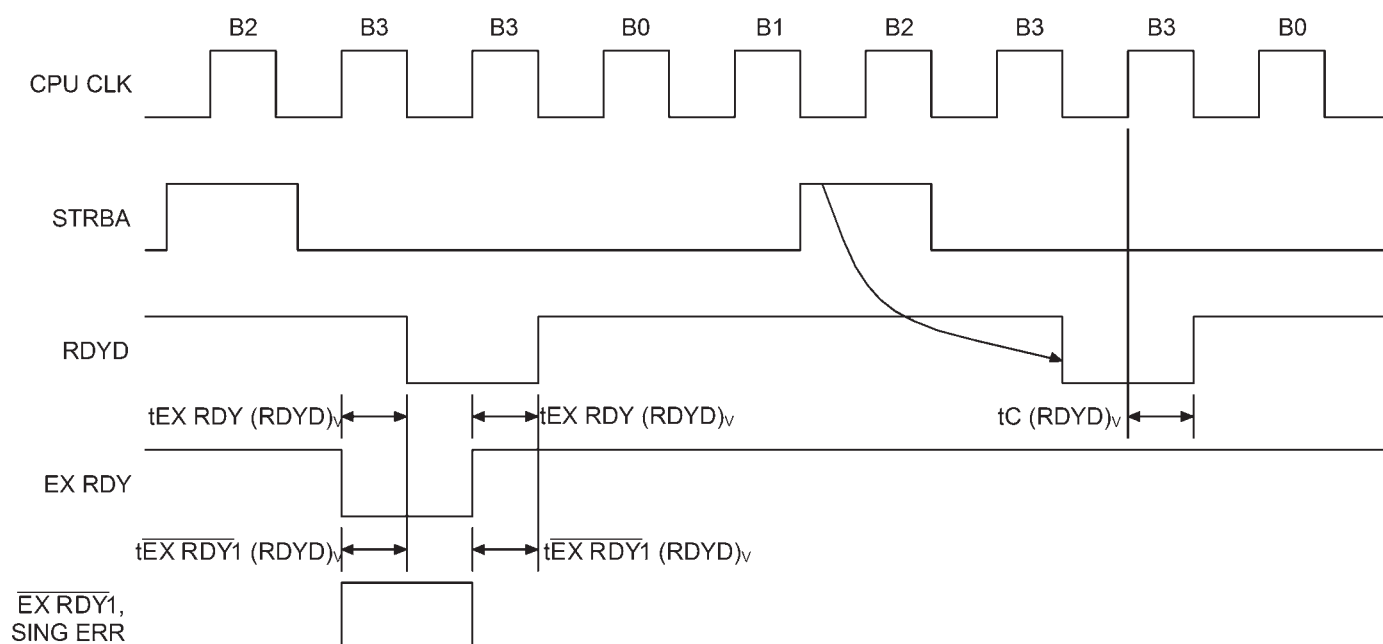 B2 B3 B3 B0 B1 B2 B3 B3 B0
CPU CLK
STRBA
RDYD
tEX RDY (RDYD)V tEX RDY (RDYD)V tC (RDYD)V
EX RDY
tEX RDY1 (RDYD)V tEX RDY1 (RDYD)V
EX RDY1,
SING ERR